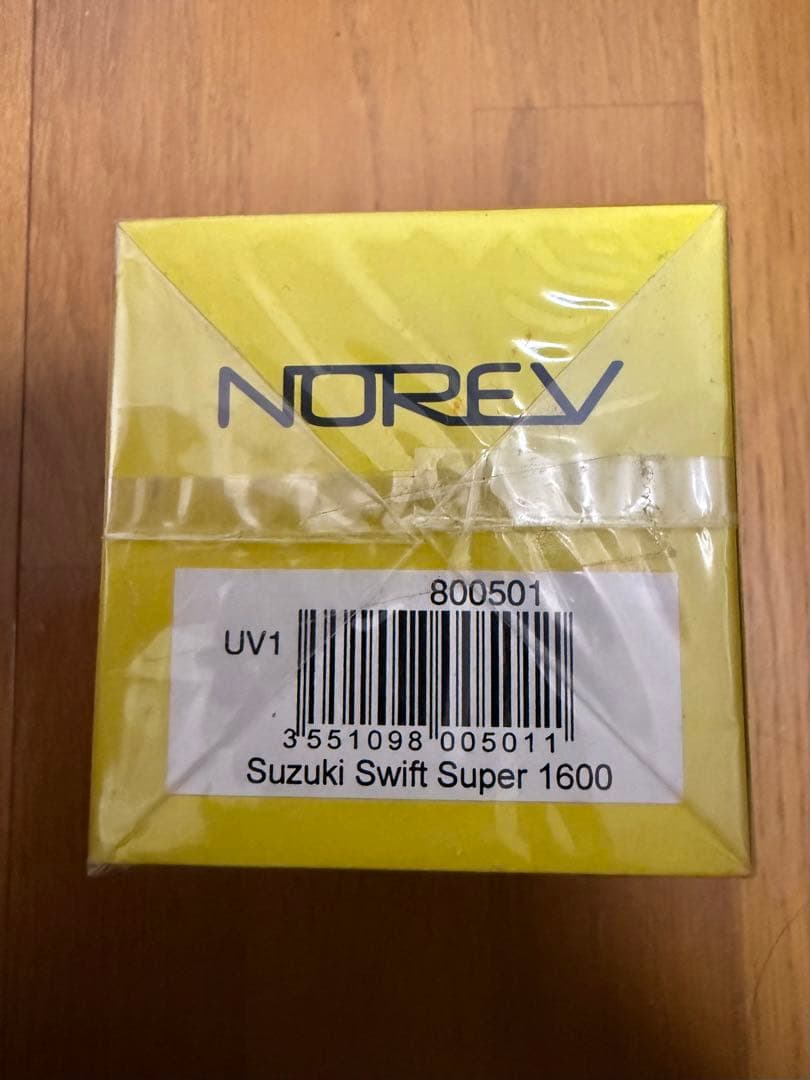 NOREV
800501
UV1
3 551098 005011
Suzuki Swift Super 1600